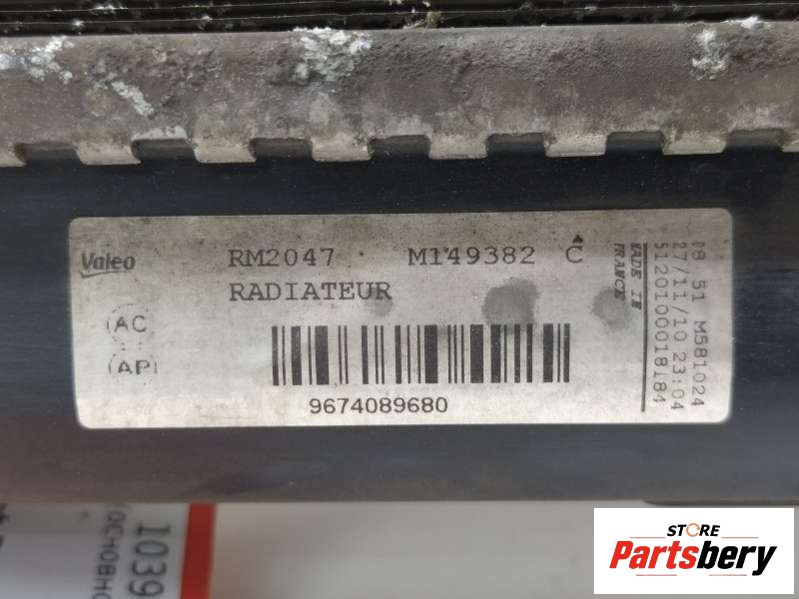 Valeo
RM2047 M149382 C
RADIATEUR
AC
AP
9674089680
MADE IN
FRANCE
08 51 M581024
27/11/10 23:04
1039
STORE
Partsbery